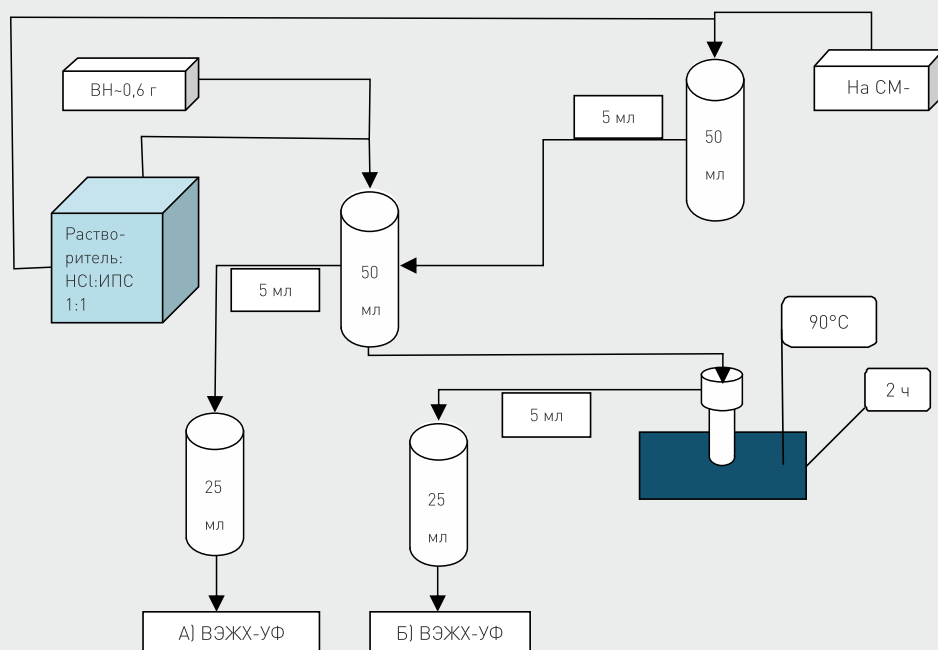 ВН~0,6 г
На СМ-
5 мл
50
мл
Раство-
ритель:
HCl:ИПС
1:1
50
мл
5 мл
90°C
2 ч
5 мл
25
мл
25
мл
А) ВЭЖХ-УФ
Б) ВЭЖХ-УФ